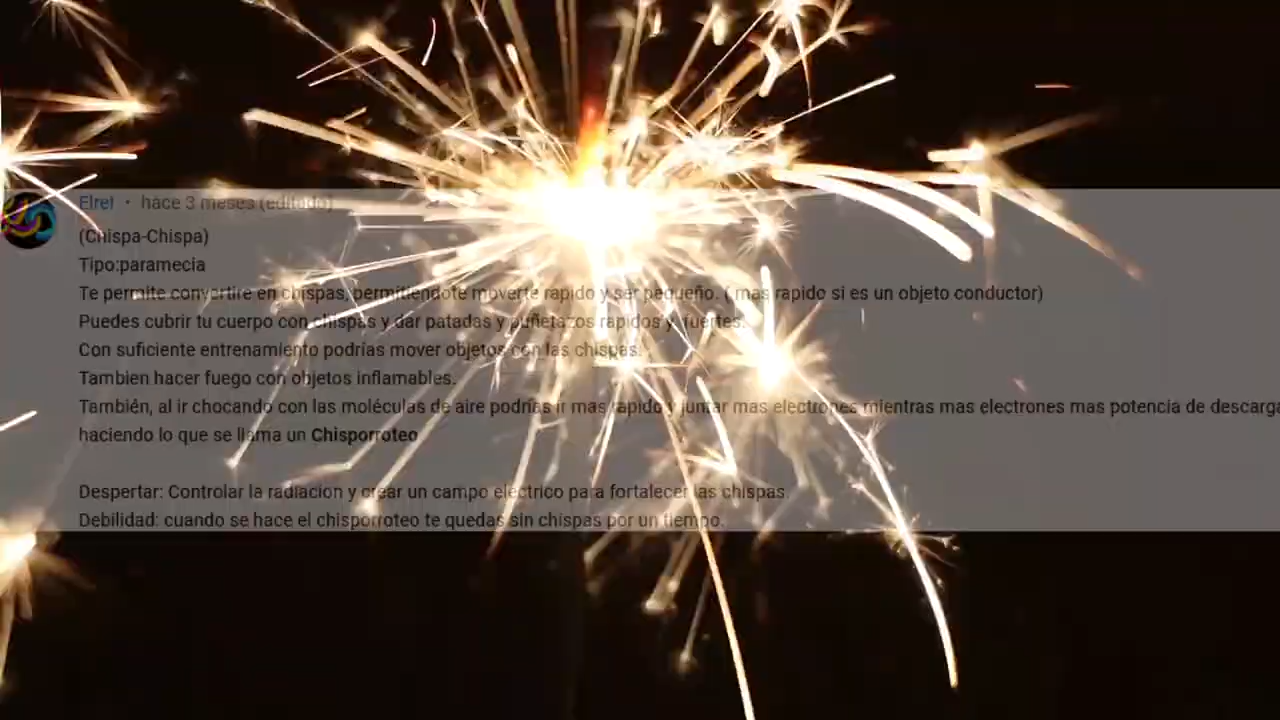 Elrel • hace 3 meses (editado)
(Chispa-Chispa)
Tipo:paramecia
Te permite convertire en chispas, permitiendote moverte rapido y ser pequeño. ( mas rapido si es un objeto conductor)
Puedes cubrir tu cuerpo con chispas y dar patadas y puñetazos rapidos y fuertes.
Con suficiente entrenamiento podrías mover objetos con las chispas.
Tambien hacer fuego con objetos inflamables.
También, al ir chocando con las moléculas de aire podrías ir mas rapido y juntar mas electrones mientras mas electrones mas potencia de descarga
haciendo lo que se llama un Chisporroteo
Despertar: Controlar la radiacion y crear un campo electrico para fortalecer las chispas.
Debilidad: cuando se hace el chisporroteo te quedas sin chispas por un tiempo.